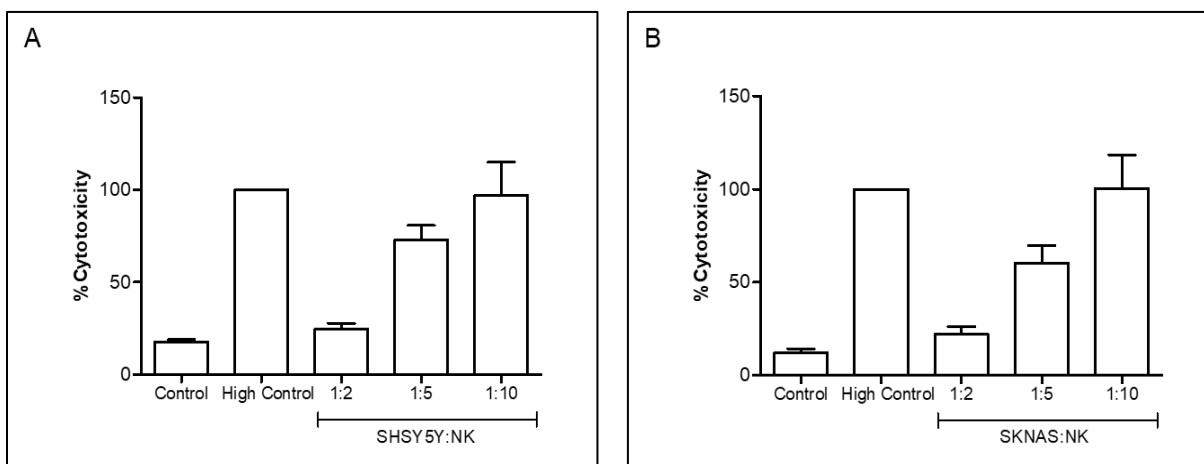 A
150
100
50
0
%Cytotoxicity
Control High Control 1:2 1:5 1:10
SHSY5Y:NK
B
150
100
50
0
%Cytotoxicity
Control High Control 1:2 1:5 1:10
SKNAS:NK